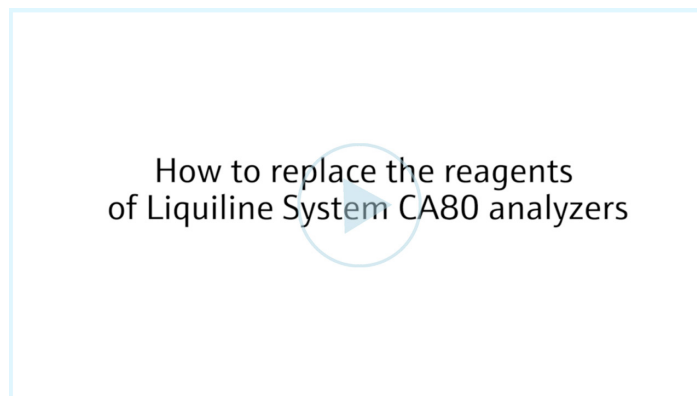 How to replace the reagents
of Liquiline System CA80 analyzers